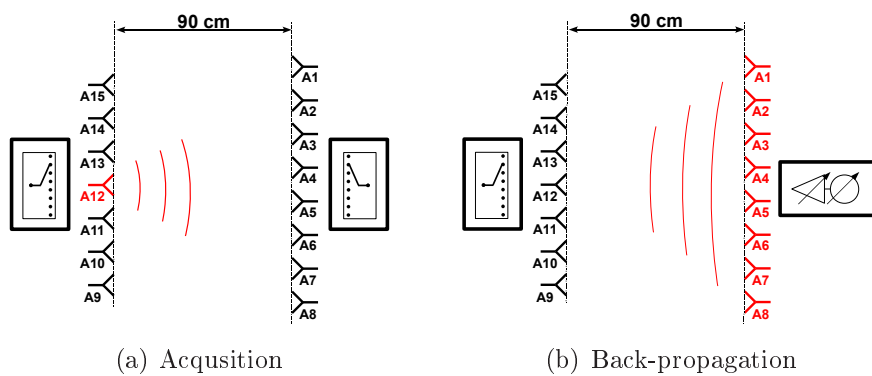 90 cm
A15
A14
A13
A12
A11
A10
A9
A1
A2
A3
A4
A5
A6
A7
A8
(a) Acqusition
90 cm
A15
A14
A13
A12
A11
A10
A9
A1
A2
A3
A4
A5
A6
A7
A8
(b) Back-propagation